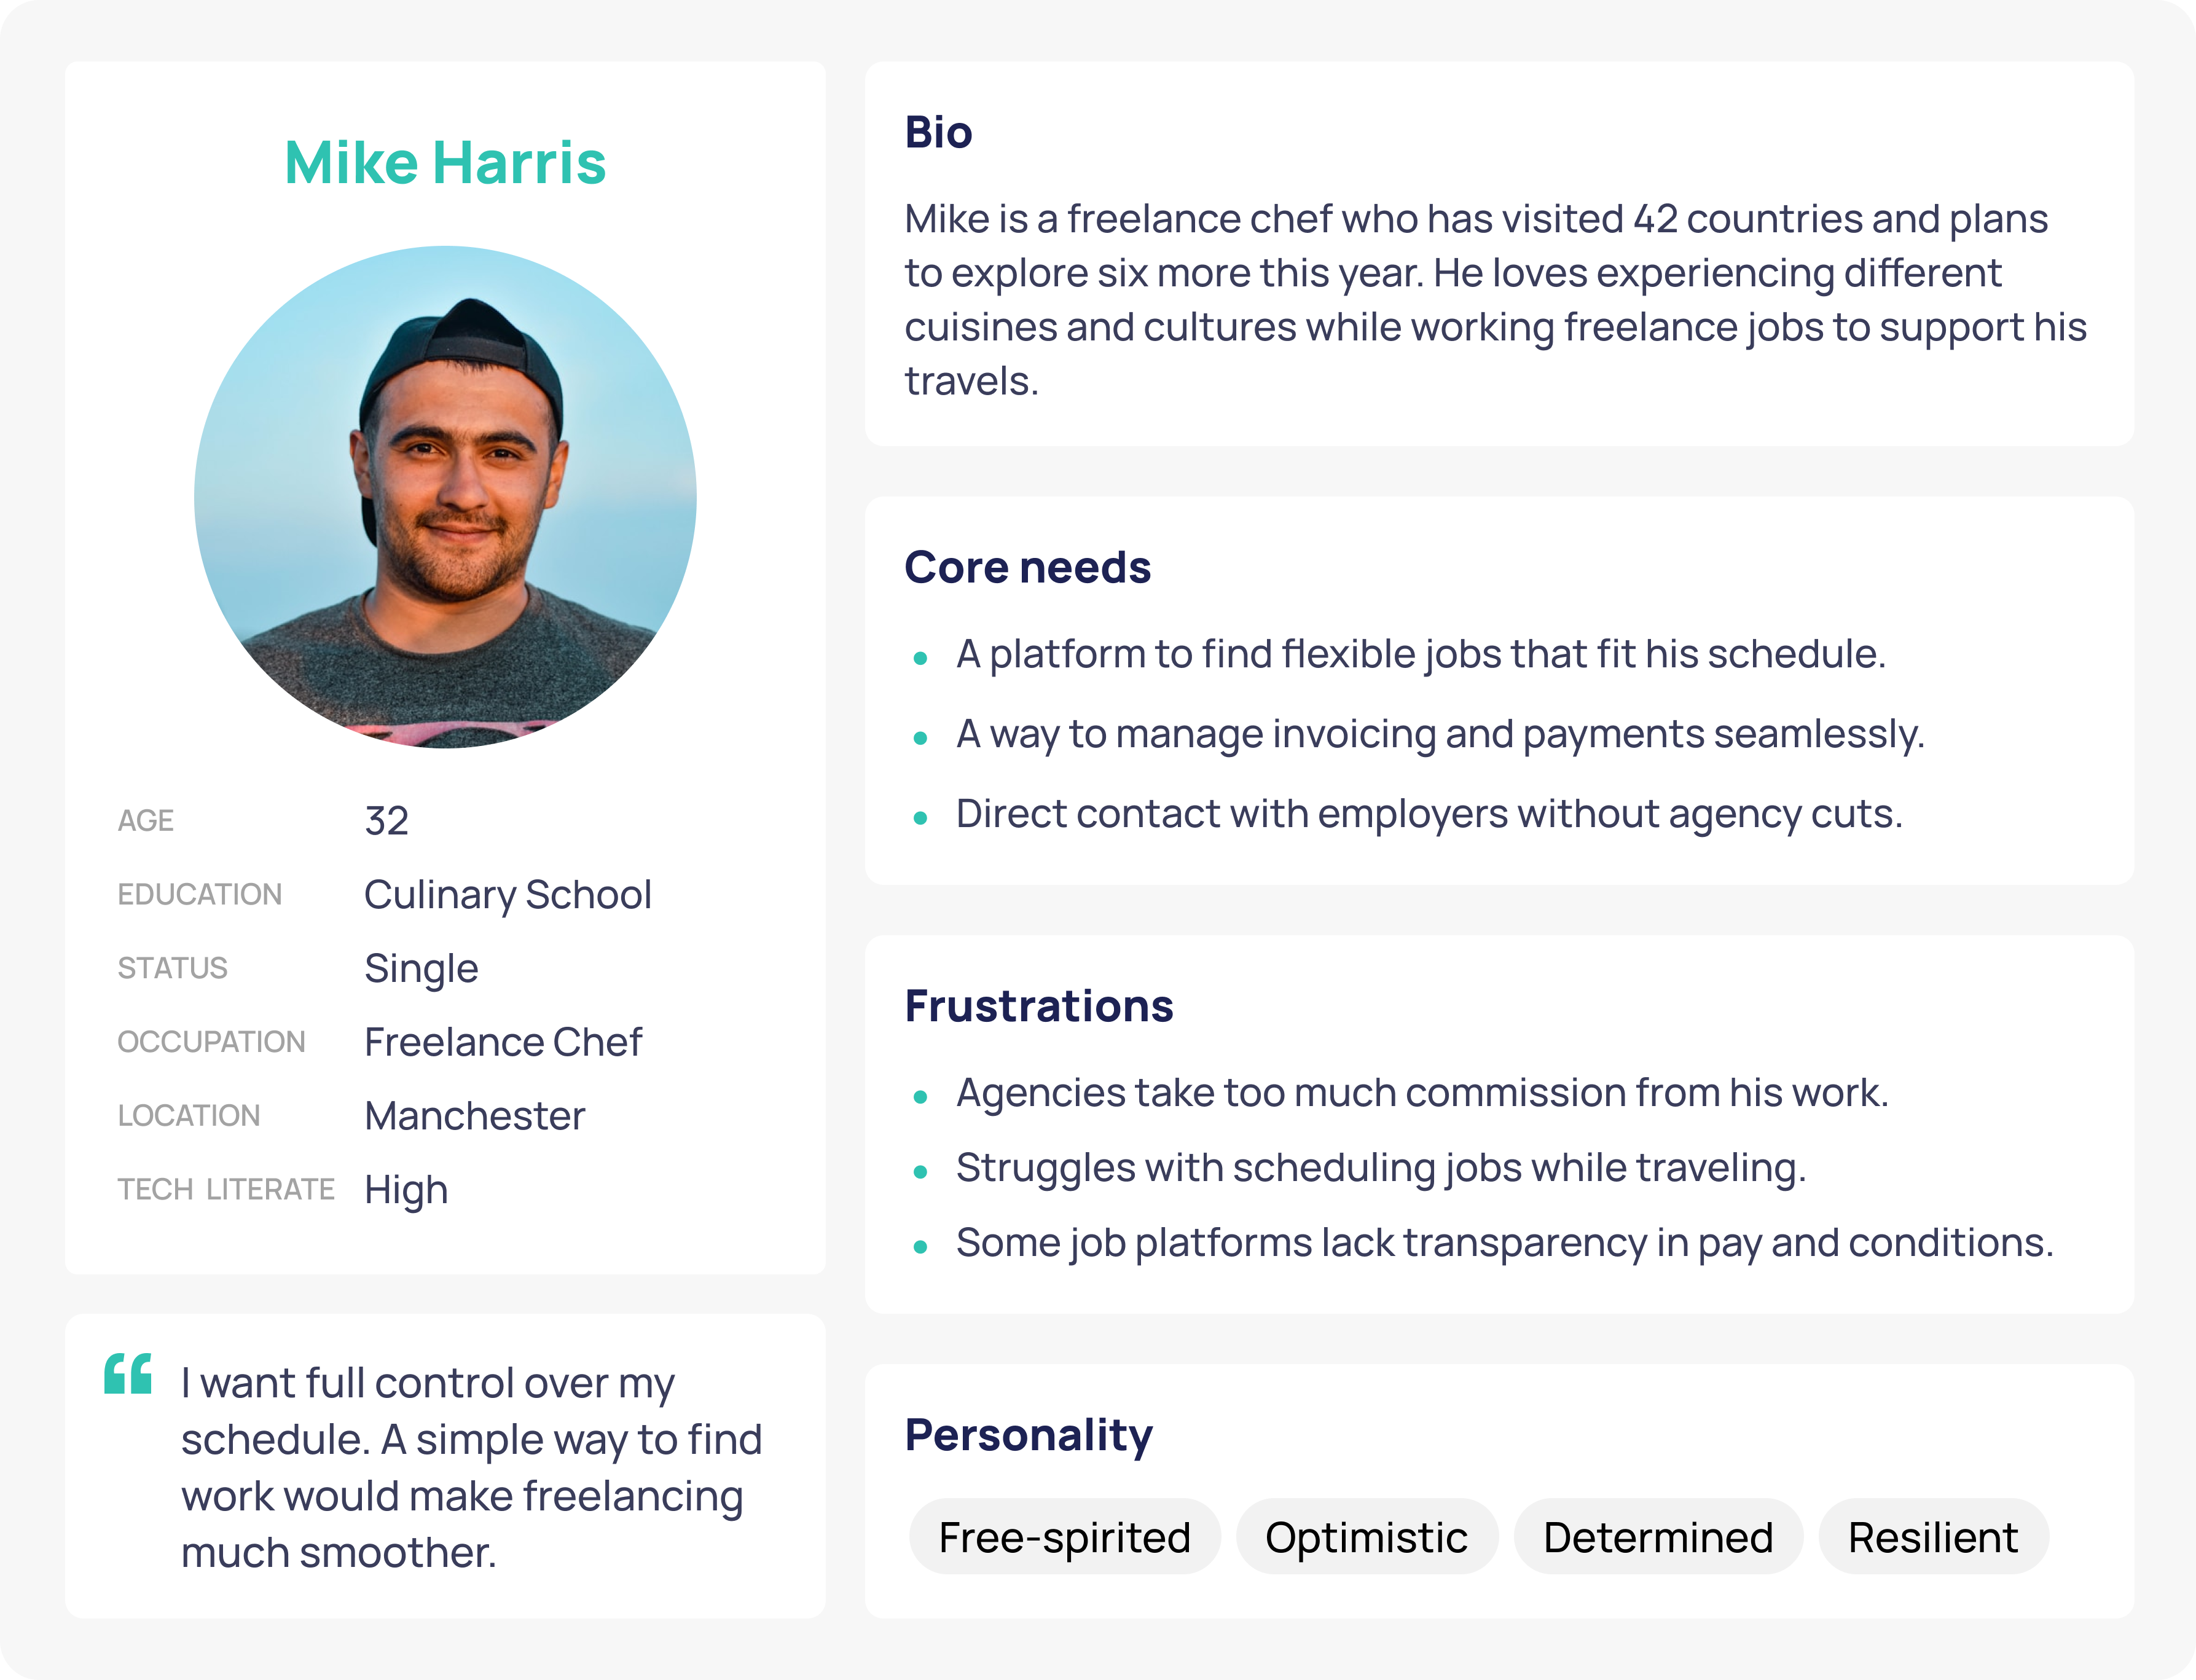 Mike Harris
AGE 32
EDUCATION Culinary School
STATUS Single
OCCUPATION Freelance Chef
LOCATION Manchester
TECH LITERATE High
“ I want full control over my
schedule. A simple way to find
work would make freelancing
much smoother.
Bio
Mike is a freelance chef who has visited 42 countries and plans
to explore six more this year. He loves experiencing different
cuisines and cultures while working freelance jobs to support his
travels.
Core needs
• A platform to find flexible jobs that fit his schedule.
• A way to manage invoicing and payments seamlessly.
• Direct contact with employers without agency cuts.
Frustrations
• Agencies take too much commission from his work.
• Struggles with scheduling jobs while traveling.
• Some job platforms lack transparency in pay and conditions.
Personality
Free-spirited Optimistic Determined Resilient